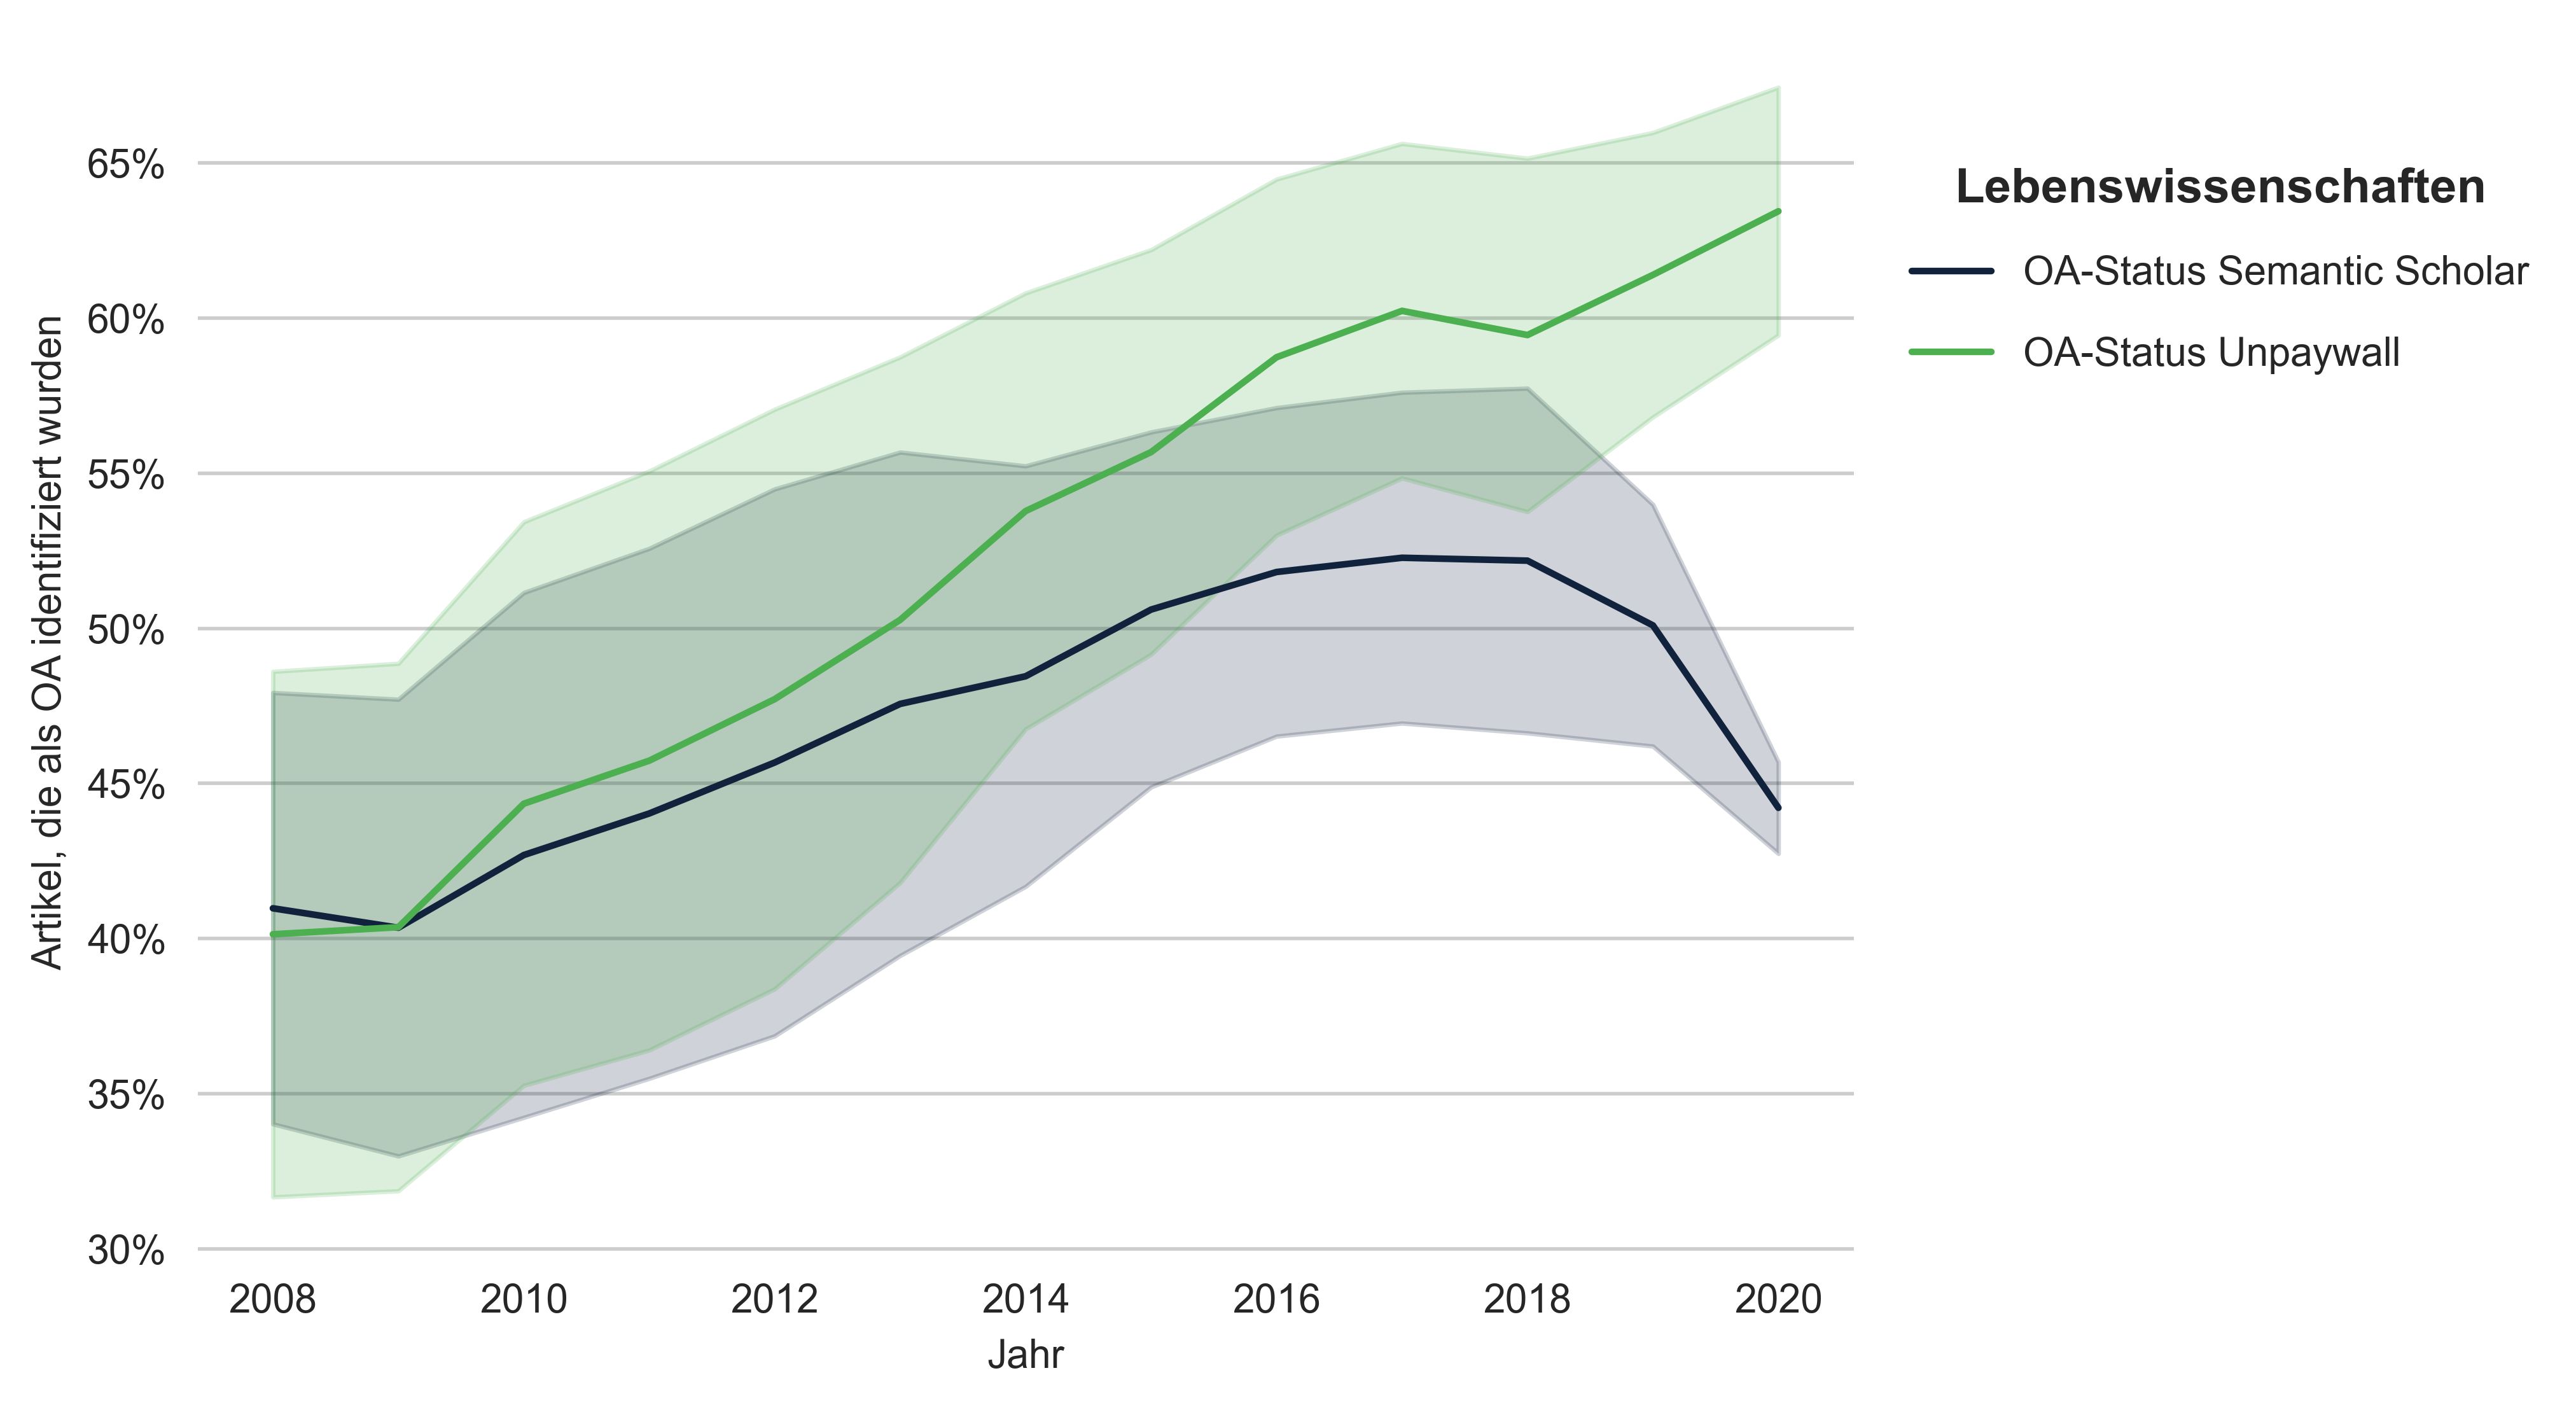 Lebenswissenschaften
OA-Status Semantic Scholar
OA-Status Unpaywall
Artikel, die als OA identifiziert wurden
65%
60%
55%
50%
45%
40%
35%
30%
2008 2010 2012 2014 2016 2018 2020
Jahr